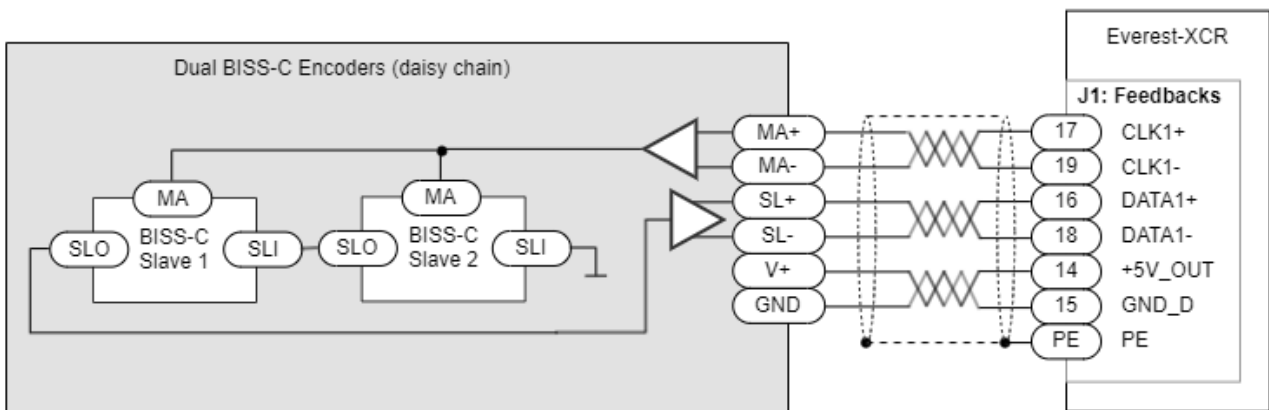 Everest-XCR
Dual BISS-C Encoders (daisy chain)
J1: Feedbacks
MA+
17
CLK1+
MA-
19
CLK1-
MA
MA
SL+
16
DATA1+
SLO
BISS-C
Slave 1
SLI
SLO
BISS-C
Slave 2
SLI
SL-
18
DATA1-
V+
14
+5V_OUT
GND
15
GND_D
PE
PE